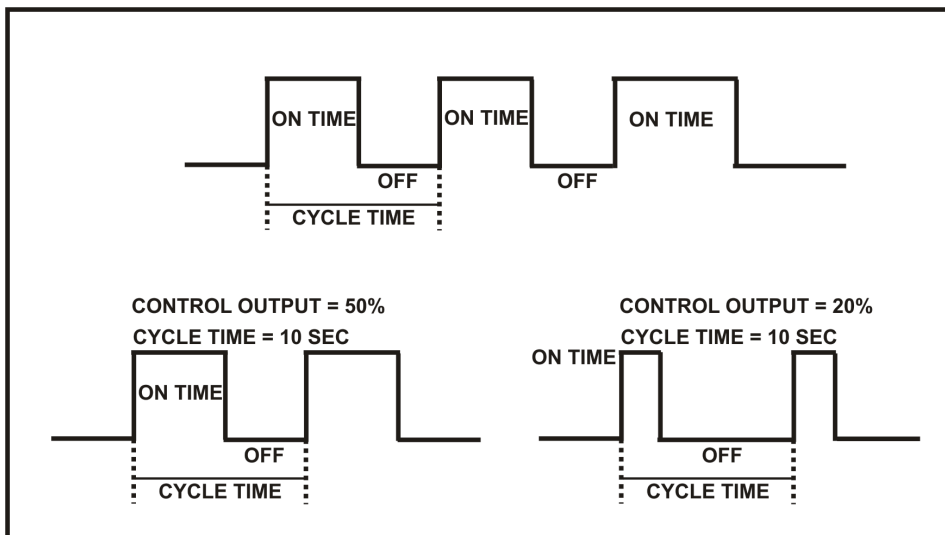 ON TIME
ON TIME
ON TIME
OFF
OFF
CYCLE TIME
CONTROL OUTPUT = 50%
CYCLE TIME = 10 SEC
ON TIME
OFF
CYCLE TIME
CONTROL OUTPUT = 20%
CYCLE TIME = 10 SEC
ON TIME
OFF
CYCLE TIME